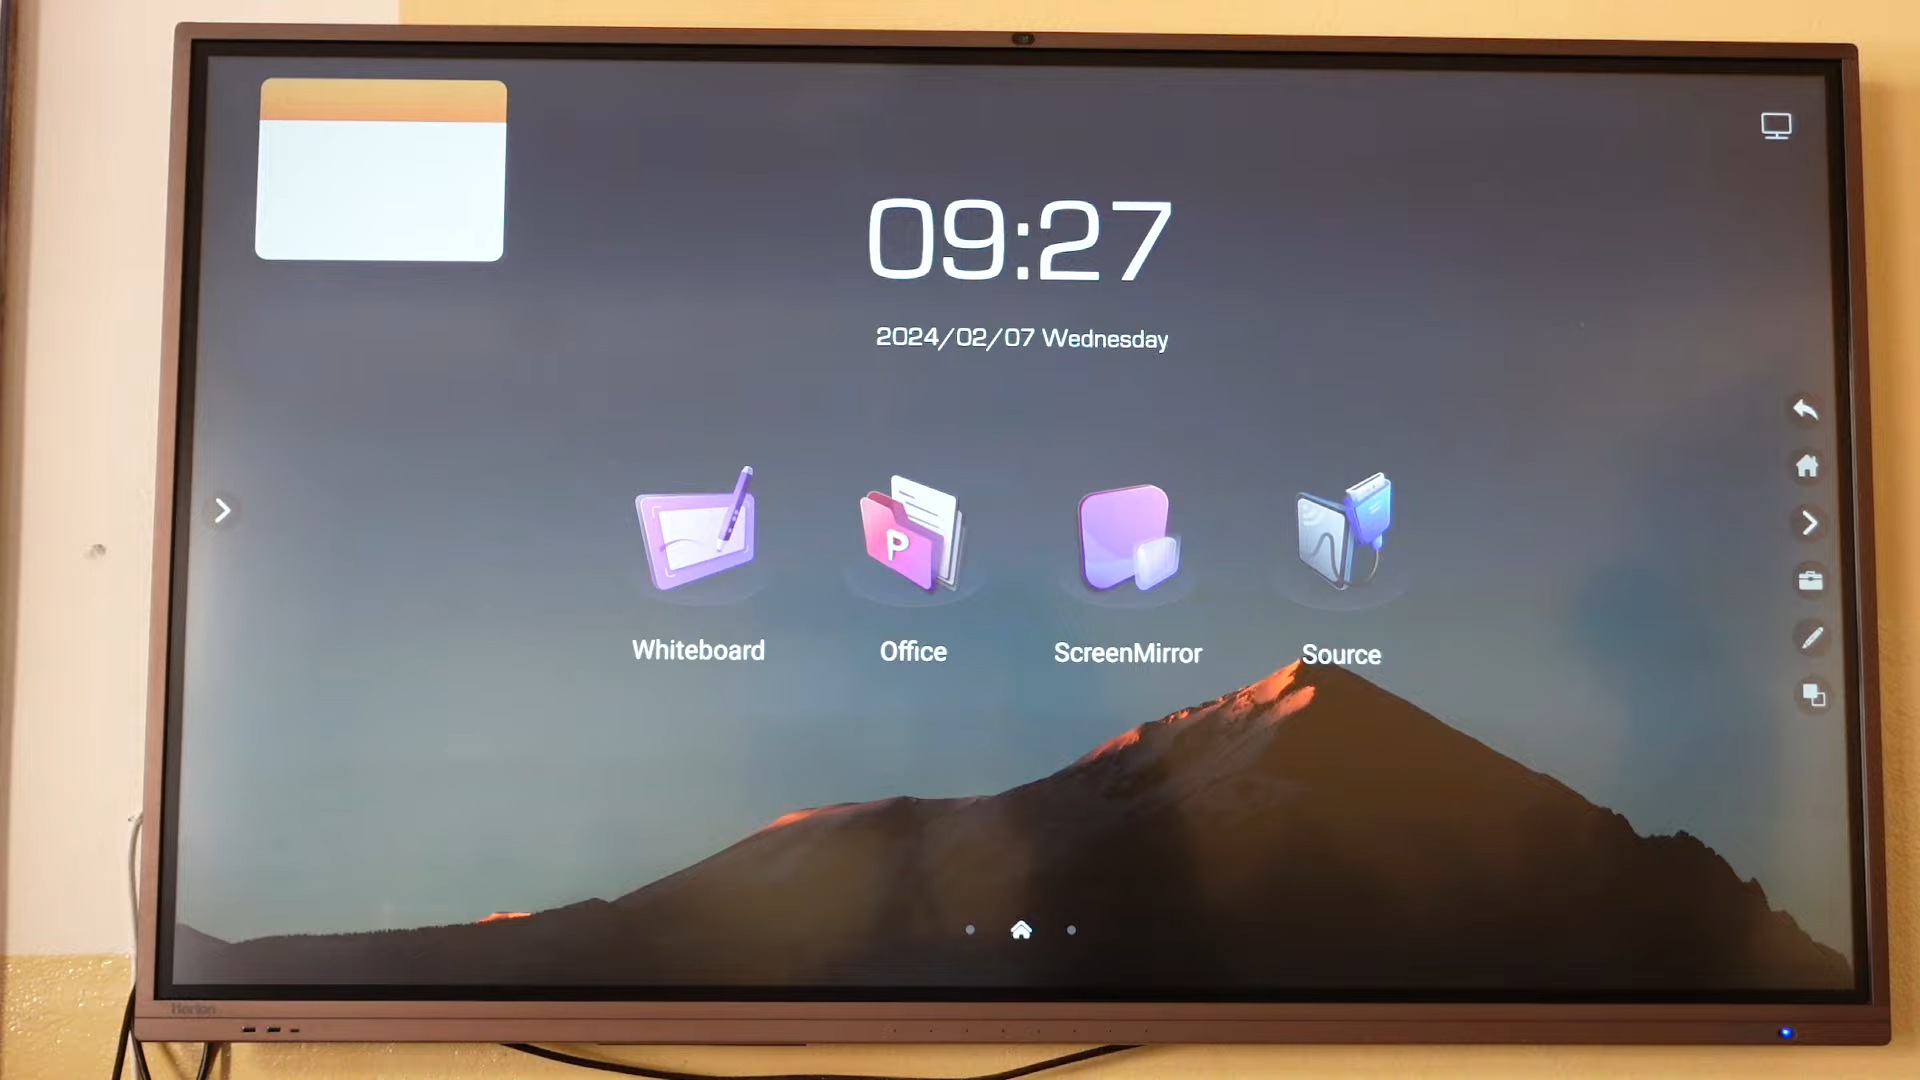 09:27
2024/02/07 Wednesday
P
Whiteboard
Office
ScreenMirror
Source